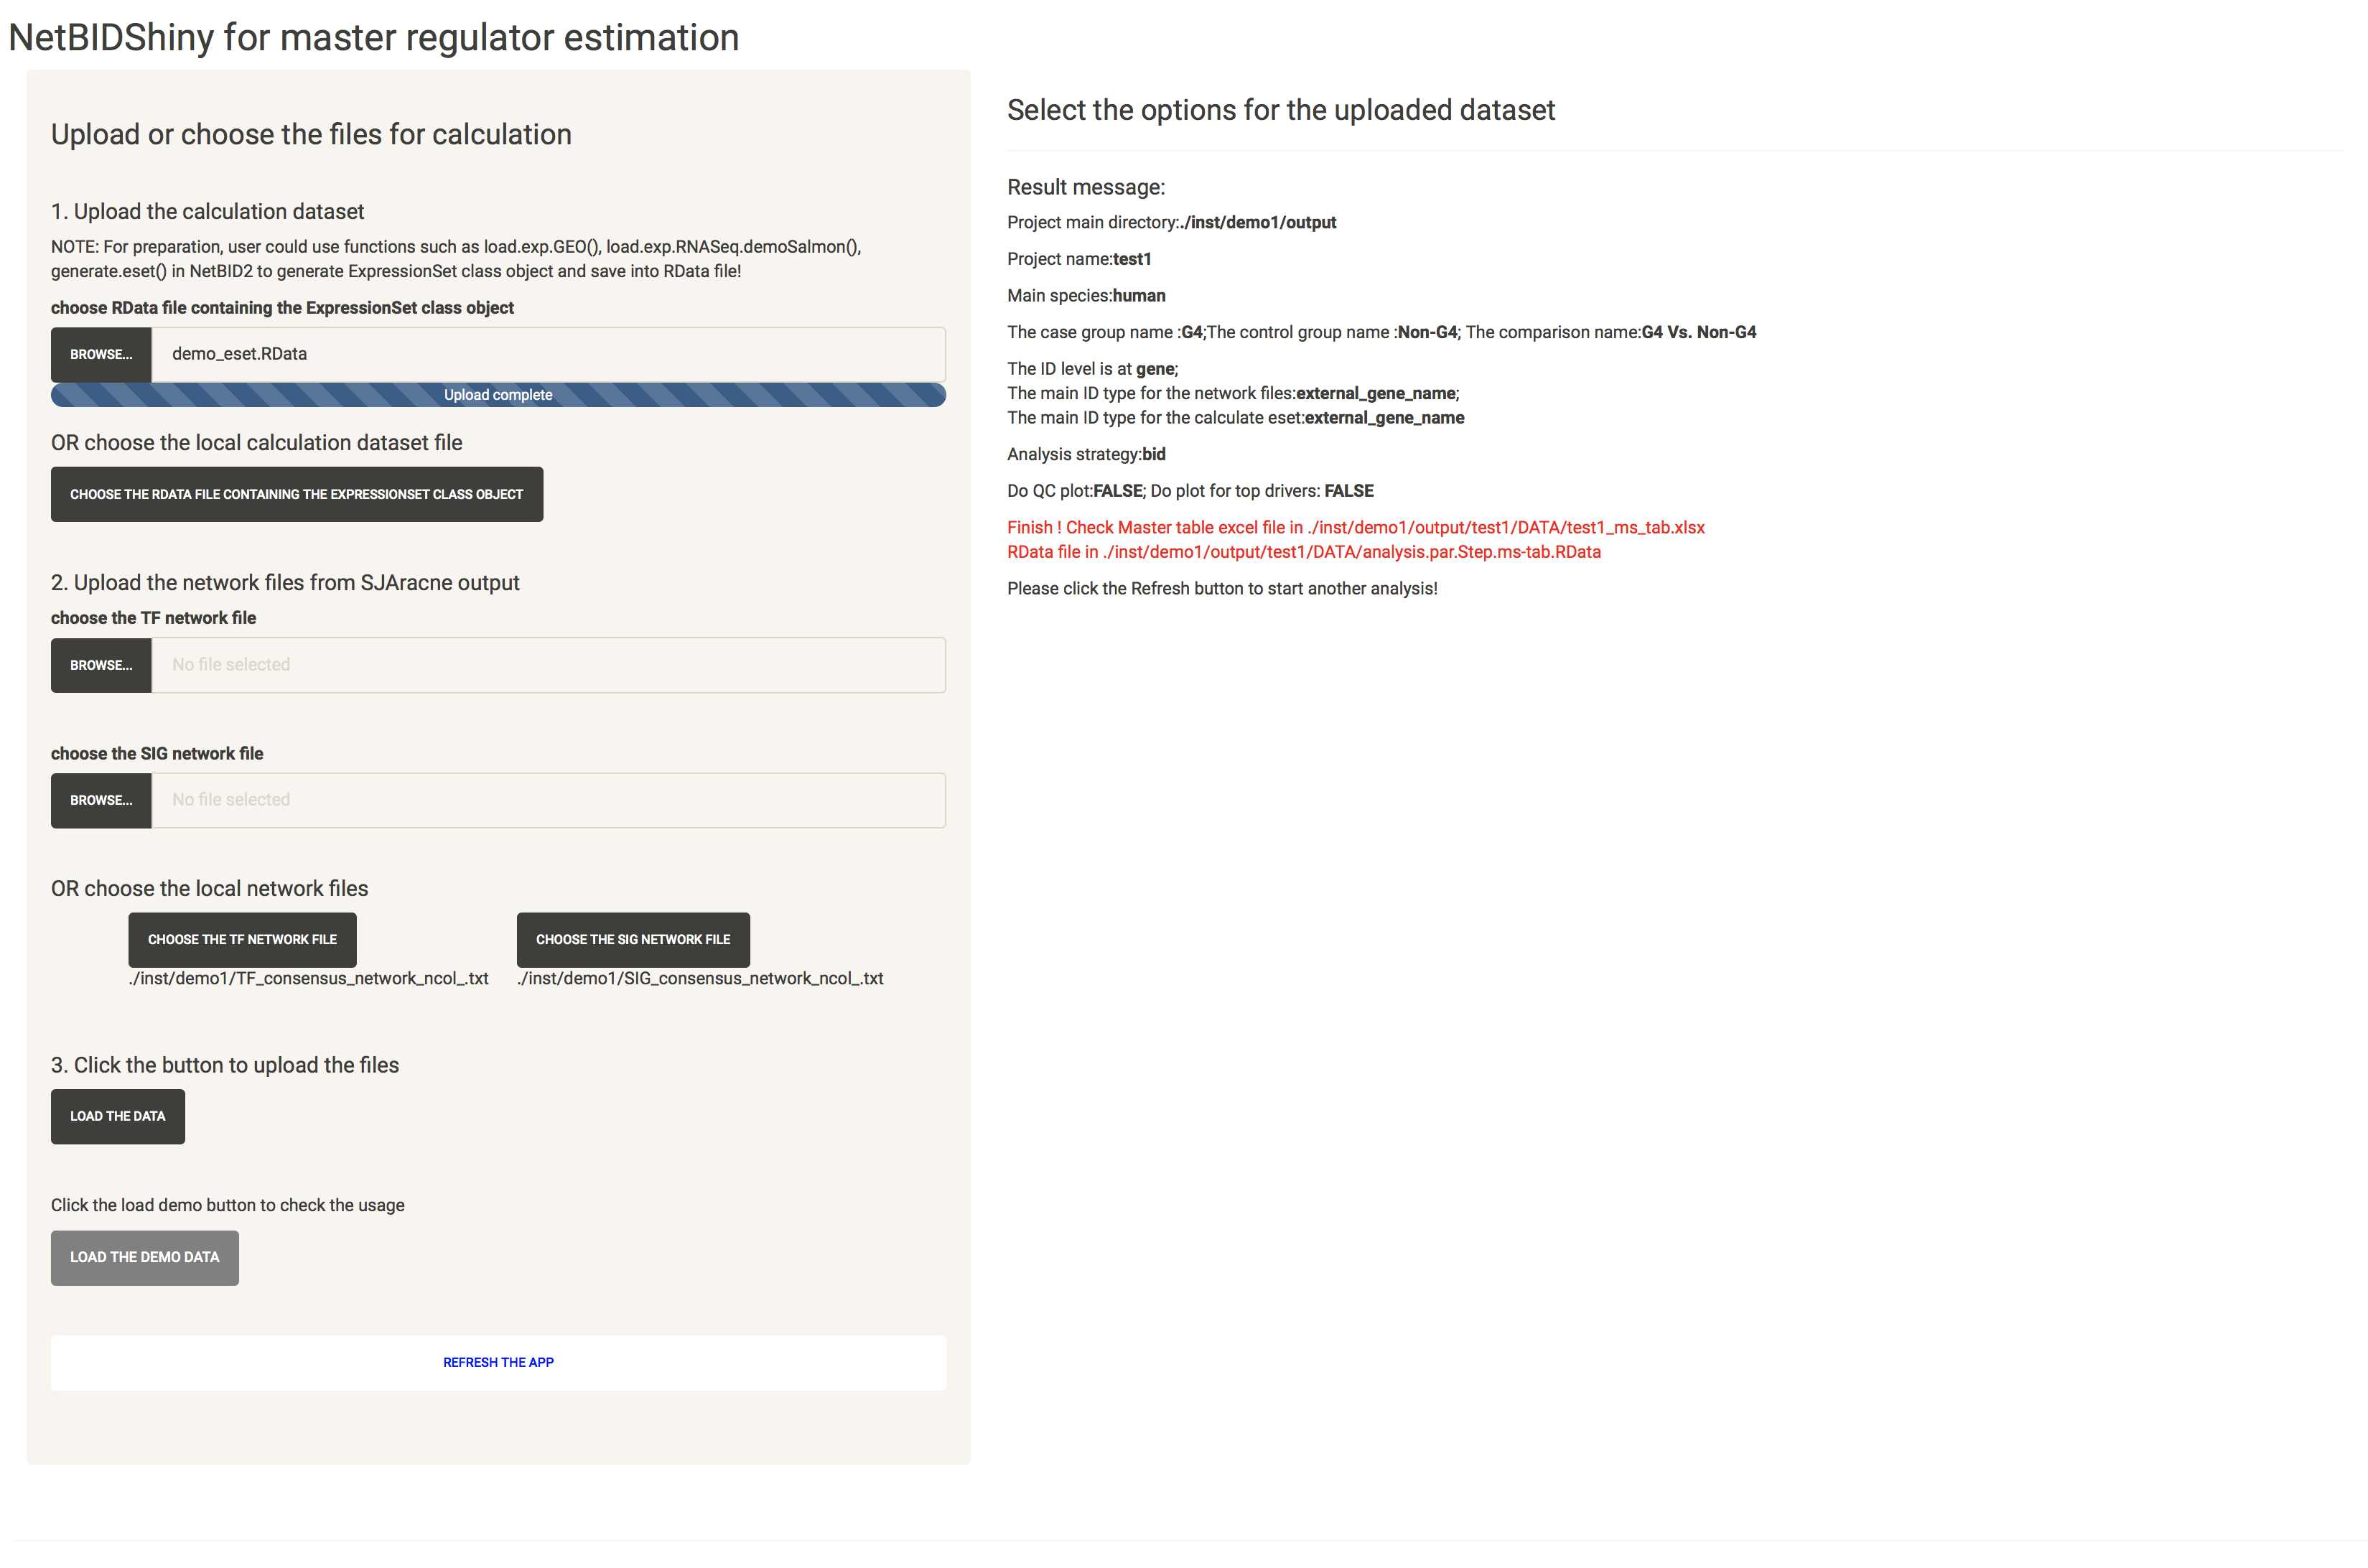 NetBIDShiny for master regulator estimation
Upload or choose the files for calculation
1. Upload the calculation dataset
NOTE: For preparation, user could use functions such as load.exp.GEO(), load.exp.RNASeq.demoSalmon(),
generate.eset() in NetBID2 to generate ExpressionSet class object and save into RData file!
choose RData file containing the ExpressionSet class object
BROWSE...
demo_eset.RData
Upload complete
OR choose the local calculation dataset file
CHOOSE THE RDATA FILE CONTAINING THE EXPRESSIONSET CLASS OBJECT
2. Upload the network files from SJAracne output
choose the TF network file
BROWSE...
No file selected
choose the SIG network file
BROWSE...
No file selected
OR choose the local network files
CHOOSE THE TF NETWORK FILE
./inst/demo1/TF_consensus_network_ncol_.txt
CHOOSE THE SIG NETWORK FILE
./inst/demo1/SIG_consensus_network_ncol_.txt
3. Click the button to upload the files
LOAD THE DATA
Click the load demo button to check the usage
LOAD THE DEMO DATA
REFRESH THE APP
Select the options for the uploaded dataset
Result message:
Project main directory:./inst/demo1/output
Project name:test1
Main species:human
The case group name :G4;The control group name :Non-G4; The comparison name:G4 Vs. Non-G4
The ID level is at gene;
The main ID type for the network files:external_gene_name;
The main ID type for the calculate eset:external_gene_name
Analysis strategy:bid
Do QC plot:FALSE; Do plot for top drivers: FALSE
Finish ! Check Master table excel file in ./inst/demo1/output/test1/DATA/test1_ms_tab.xlsx
RData file in ./inst/demo1/output/test1/DATA/analysis.par.Step.ms-tab.RData
Please click the Refresh button to start another analysis!